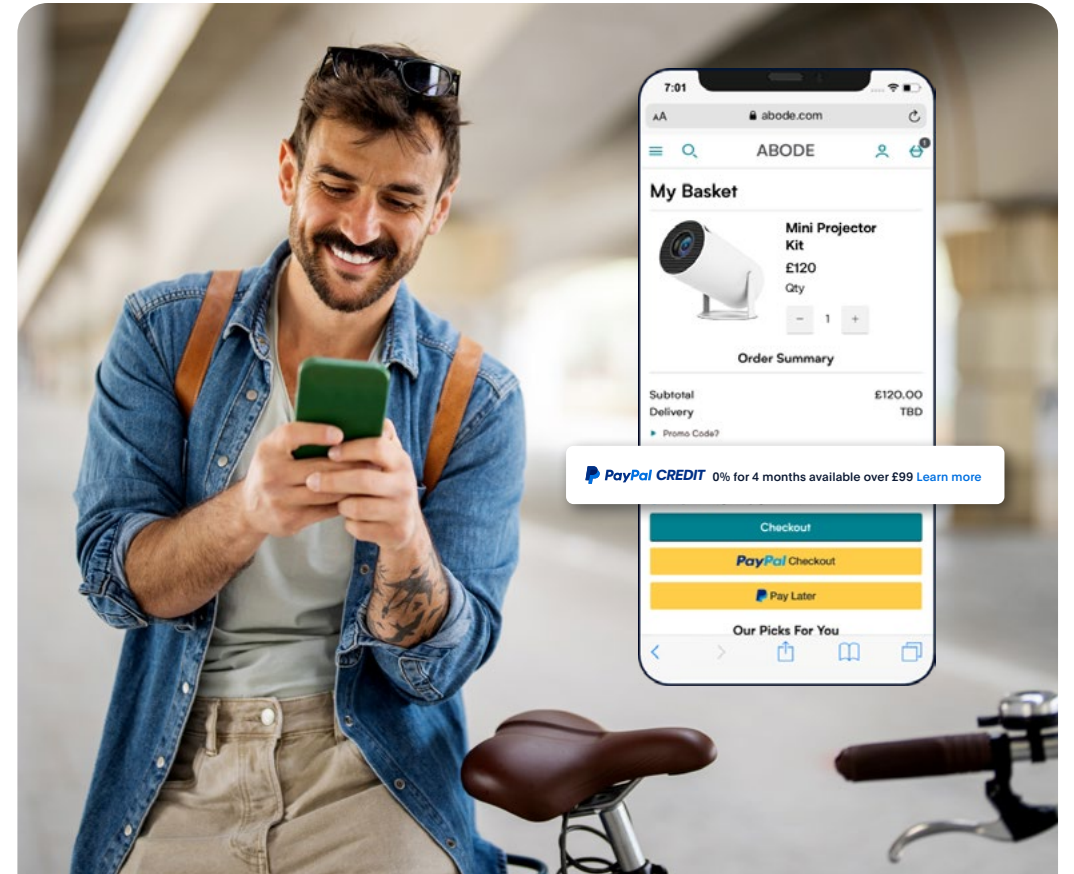 7:01
AA
abode.com
ABODE
1
My Basket
Mini Projector
Kit
£120
Qty
− 1 +
Order Summary
Subtotal £120.00
Delivery TBD
Promo Code?
PayPal CREDIT 0% for 4 months available over £99 Learn more
Checkout
PayPal Checkout
Pay Later
Our Picks For You